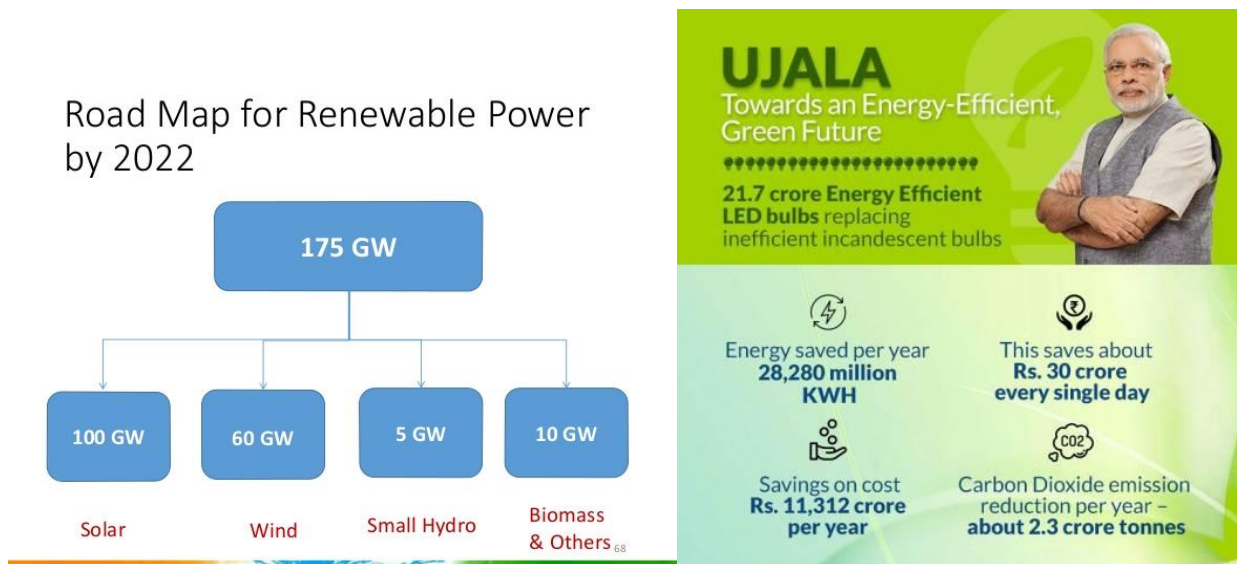 Road Map for Renewable Power
by 2022
175 GW
100 GW
60 GW
5 GW
10 GW
Solar
Wind
Small Hydro
Biomass
& Others
68
UJALA
Towards an Energy-Efficient,
Green Future
21.7 crore Energy Efficient
LED bulbs replacing
inefficient incandescent bulbs
Energy saved per year
28,280 million
KWH
This saves about
Rs. 30 crore
every single day
Savings on cost
Rs. 11,312 crore
per year
CO2
Carbon Dioxide emission
reduction per year –
about 2.3 crore tonnes